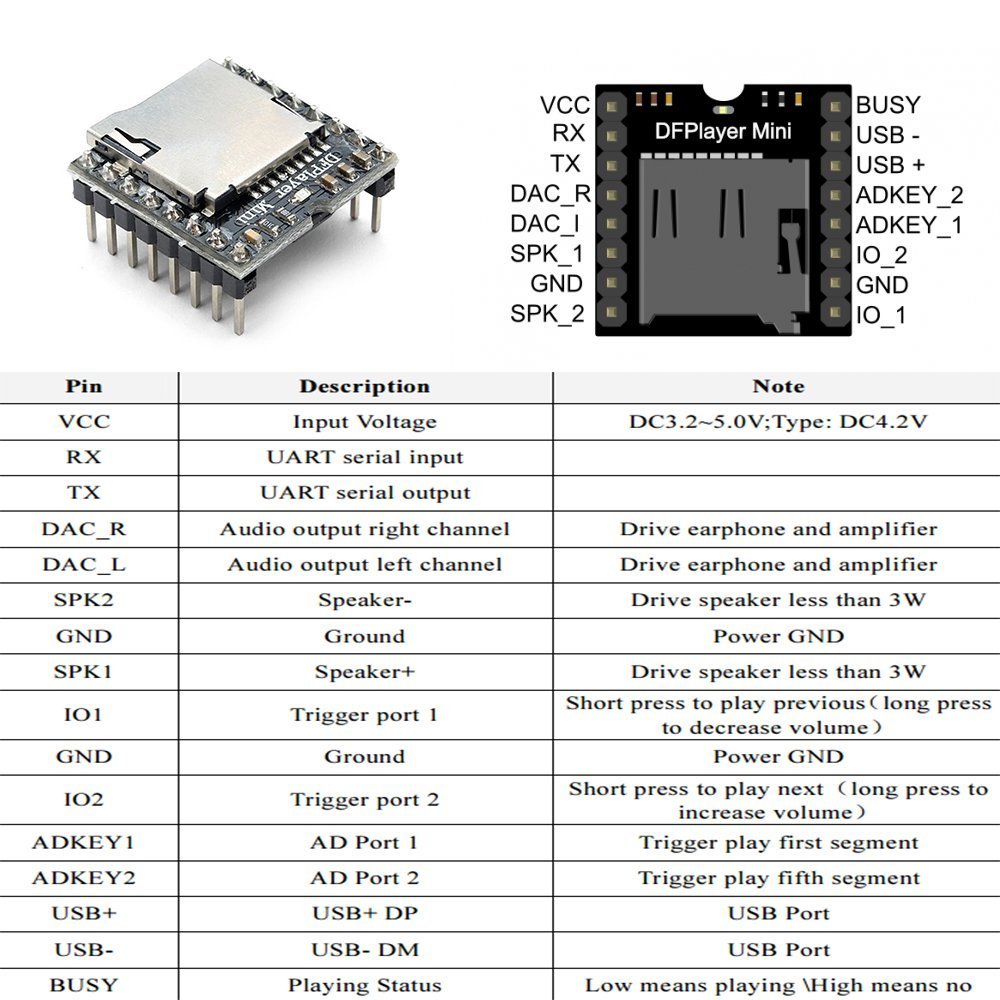 DFPlayer Mini
VCC
RX
TX
DAC_R
DAC_I
SPK_1
GND
SPK_2
DFPlayer Mini
BUSY
USB -
USB +
ADKEY_2
ADKEY_1
IO_2
GND
IO_1
Pin Description Note
VCC Input Voltage DC3.2~5.0V;Type: DC4.2V
RX UART serial input
TX UART serial output
DAC_R Audio output right channel Drive earphone and amplifier
DAC_L Audio output left channel Drive earphone and amplifier
SPK2 Speaker- Drive speaker less than 3W
GND Ground Power GND
SPK1 Speaker+ Drive speaker less than 3W
IO1 Trigger port 1 Short press to play previous（long press
to decrease volume）
GND Ground Power GND
IO2 Trigger port 2 Short press to play next（long press to
increase volume）
ADKEY1 AD Port 1 Trigger play first segment
ADKEY2 AD Port 2 Trigger play fifth segment
USB+ USB+ DP USB Port
USB- USB- DM USB Port
BUSY Playing Status Low means playing \High means no